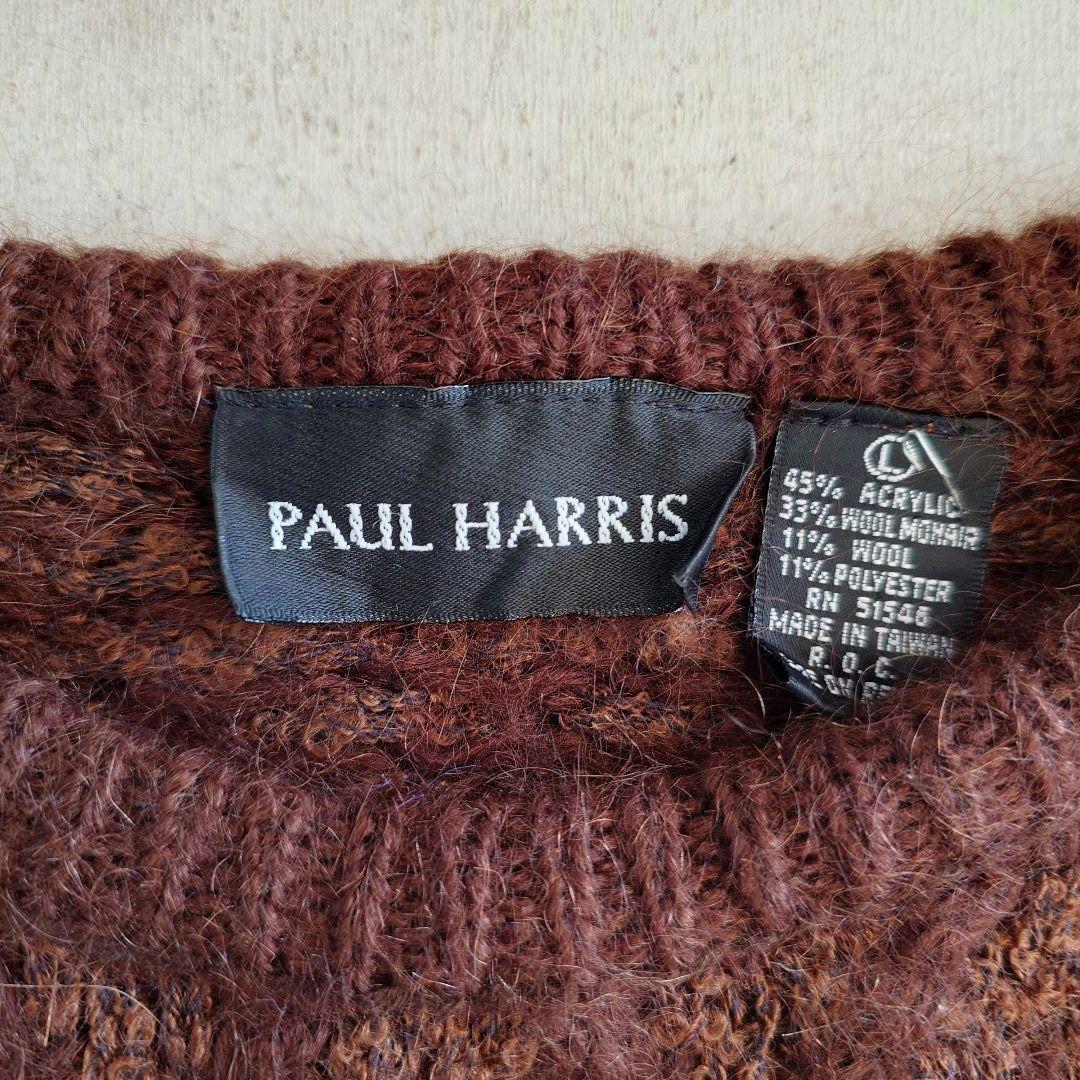 PAUL HARRIS
L
45% ACRYLIC
33% WOOL MOHAIR
11% WOOL
11% POLYESTER
RN 51546
MADE IN TAIWAN
R. O. C